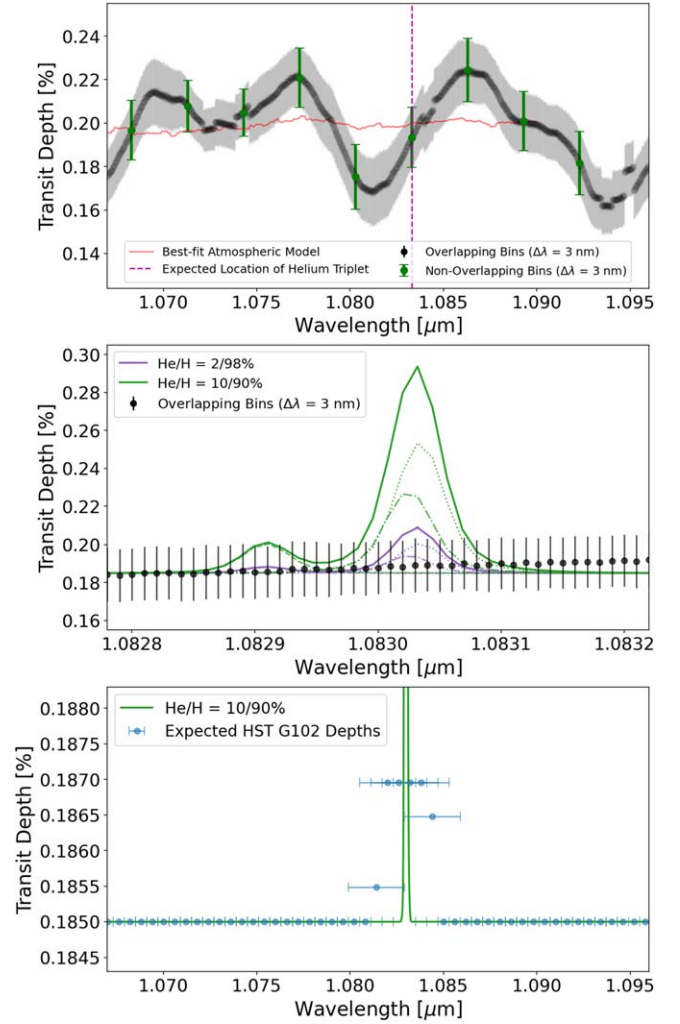 0.24
0.22
0.20
0.18
0.16
0.14
Transit Depth [%]
Best-fit Atmospheric Model
Expected Location of Helium Triplet
Overlapping Bins (Δλ = 3 nm)
Non-Overlapping Bins (Δλ = 3 nm)
1.070 1.075 1.080 1.085 1.090 1.095
Wavelength [μm]
0.30
0.28
0.26
0.24
0.22
0.20
0.18
0.16
Transit Depth [%]
He/H = 2/98%
He/H = 10/90%
Overlapping Bins (Δλ = 3 nm)
1.0828 1.0829 1.0830 1.0831 1.0832
Wavelength [μm]
0.1880
0.1875
0.1870
0.1865
0.1860
0.1855
0.1850
0.1845
Transit Depth [%]
He/H = 10/90%
Expected HST G102 Depths
1.070 1.075 1.080 1.085 1.090 1.095
Wavelength [μm]